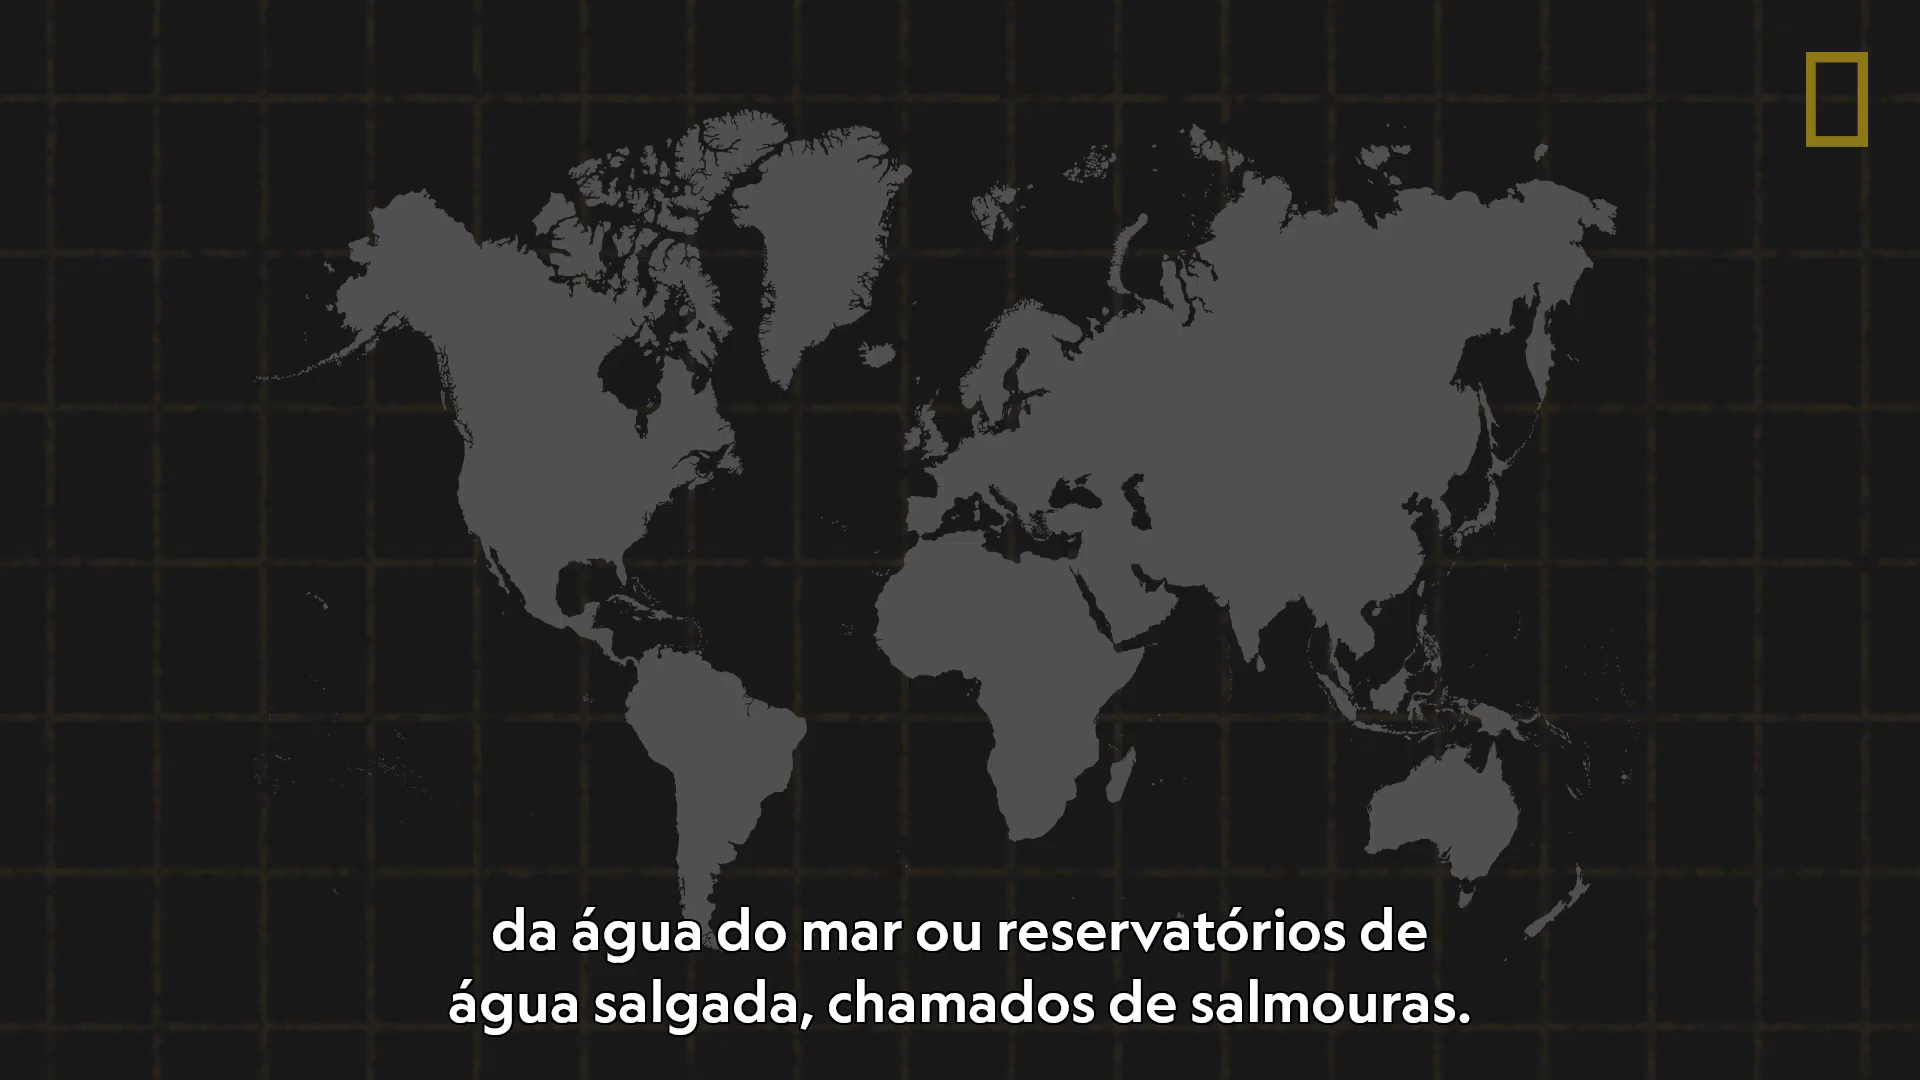 da água do mar ou reservatórios de
água salgada, chamados de salmouras.